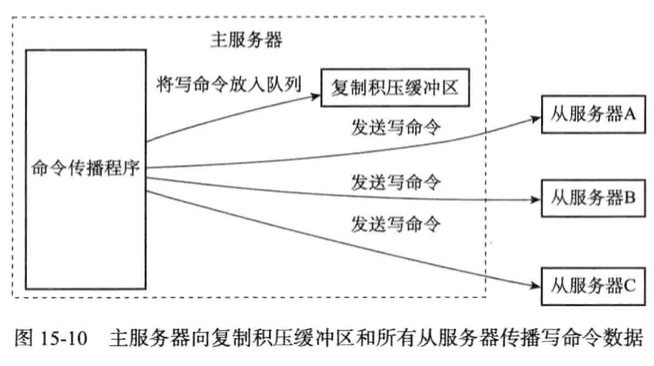 主服务器
将写命令放入队列
复制积压缓冲区
发送写命令
从服务器A
命令传播程序
发送写命令
从服务器B
发送写命令
从服务器C
图 15-10 主服务器向复制积压缓冲区和所有从服务器传播写命令数据